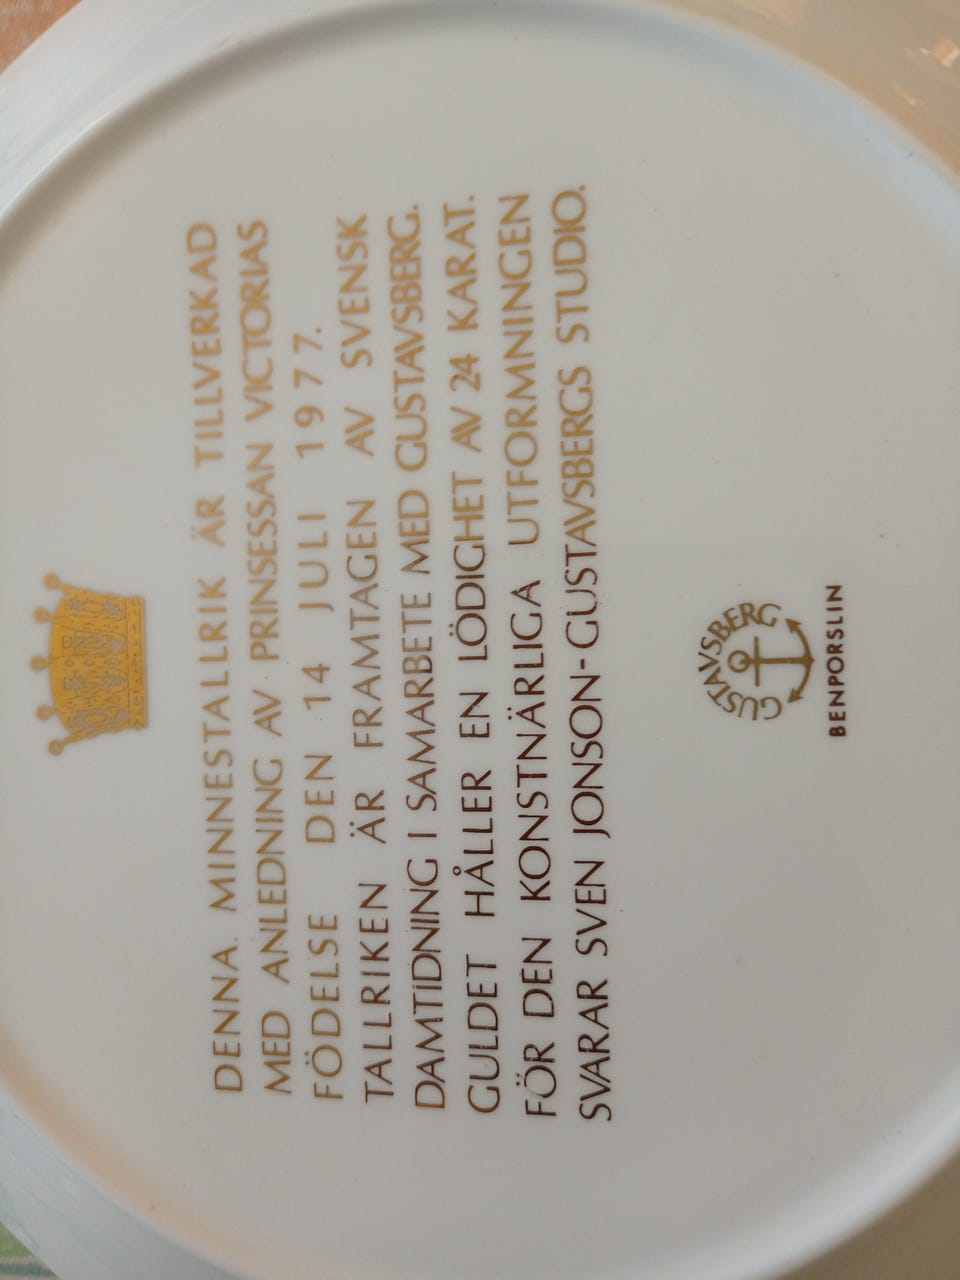 DENNA MINNESTALLRIK ÄR TILLVERKAD
MED ANLEDNING AV PRINSESSAN VICTORIAS
FÖDELSE DEN 14 JULI 1977.
TALLRIKEN ÄR FRAMTAGEN AV SVENSK
DAMTIDNING I SAMARBETE MED GUSTAVSBERG.
GULDET HÅLLER EN LÖDIGHET AV 24 KARAT.
FÖR DEN KONSTNÄRLIGA UTFORMNINGEN
SVARAR SVEN JONSON-GUSTAVSBERGS STUDIO.
GUSTAVSBERG
BENPORSLIN